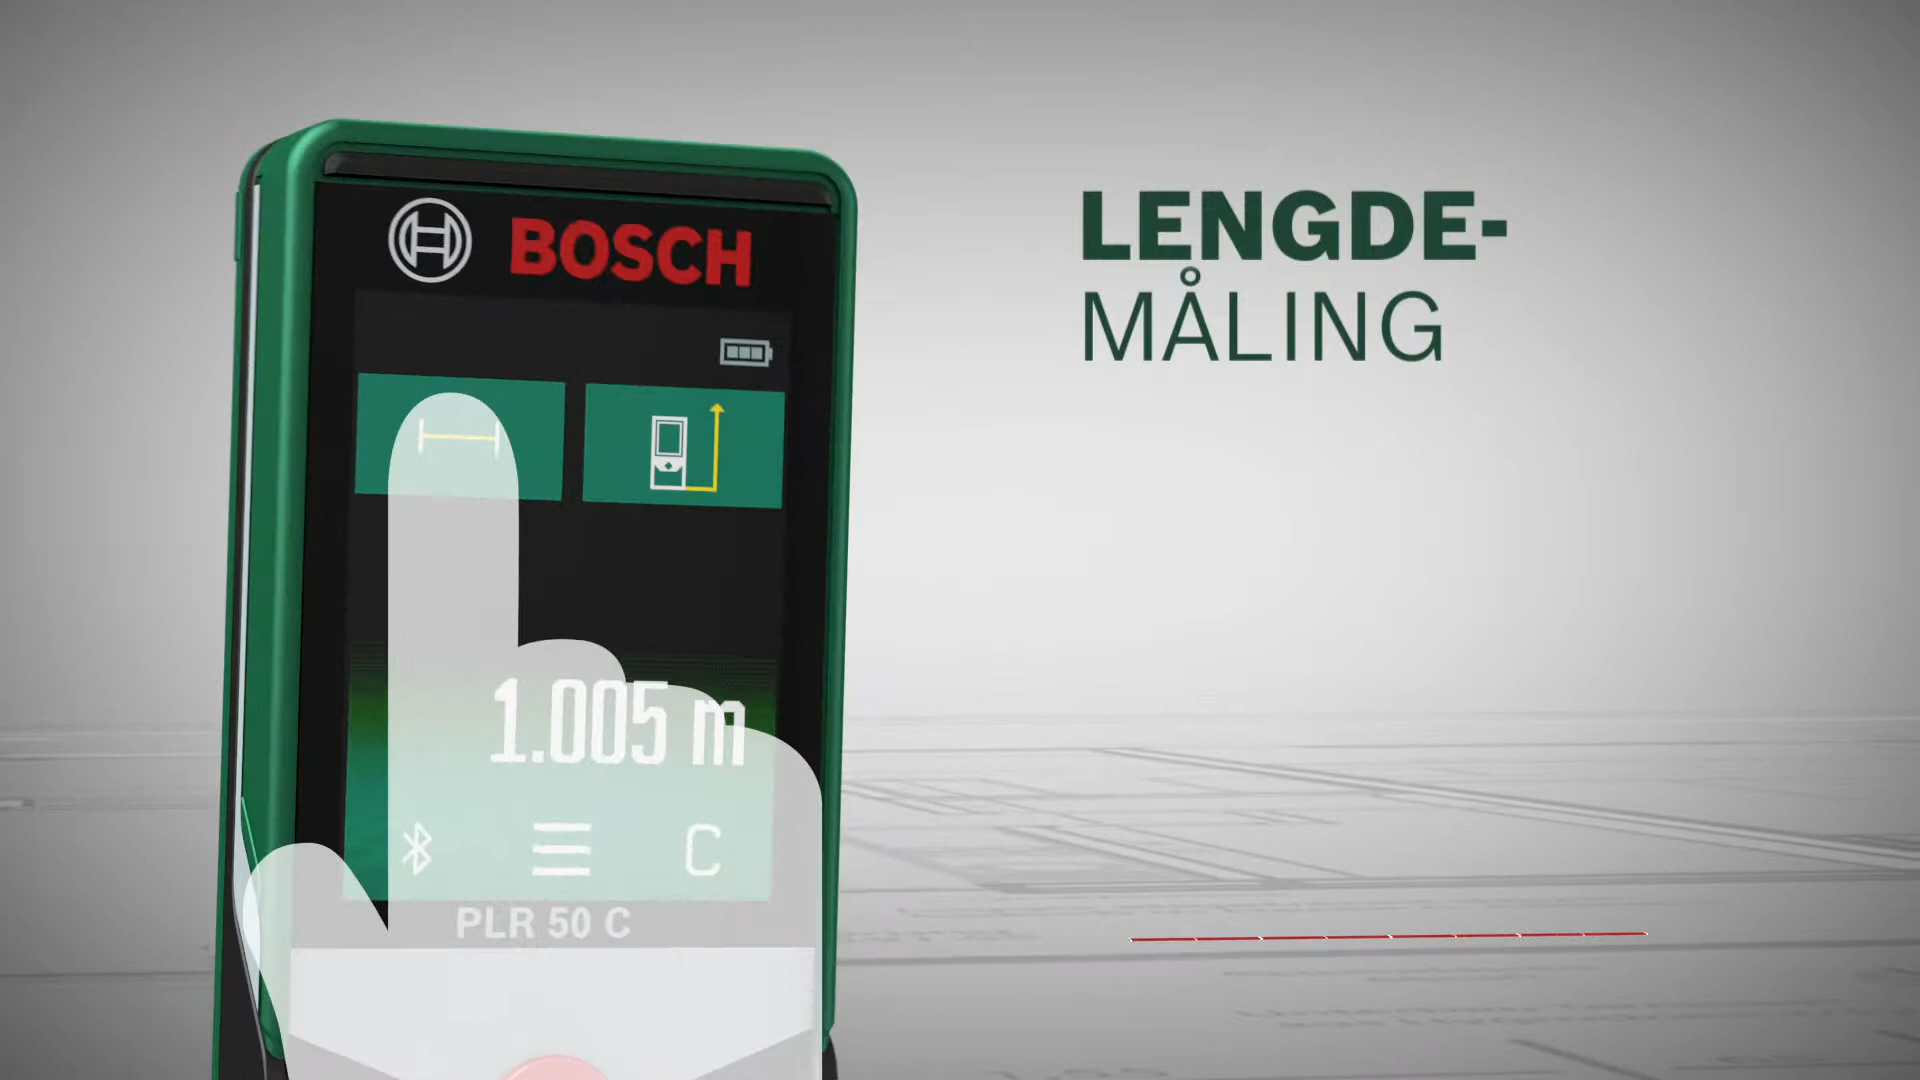 BOSCH
LENGDE-
MÅLING
1.005 m
C
PLR 50 C